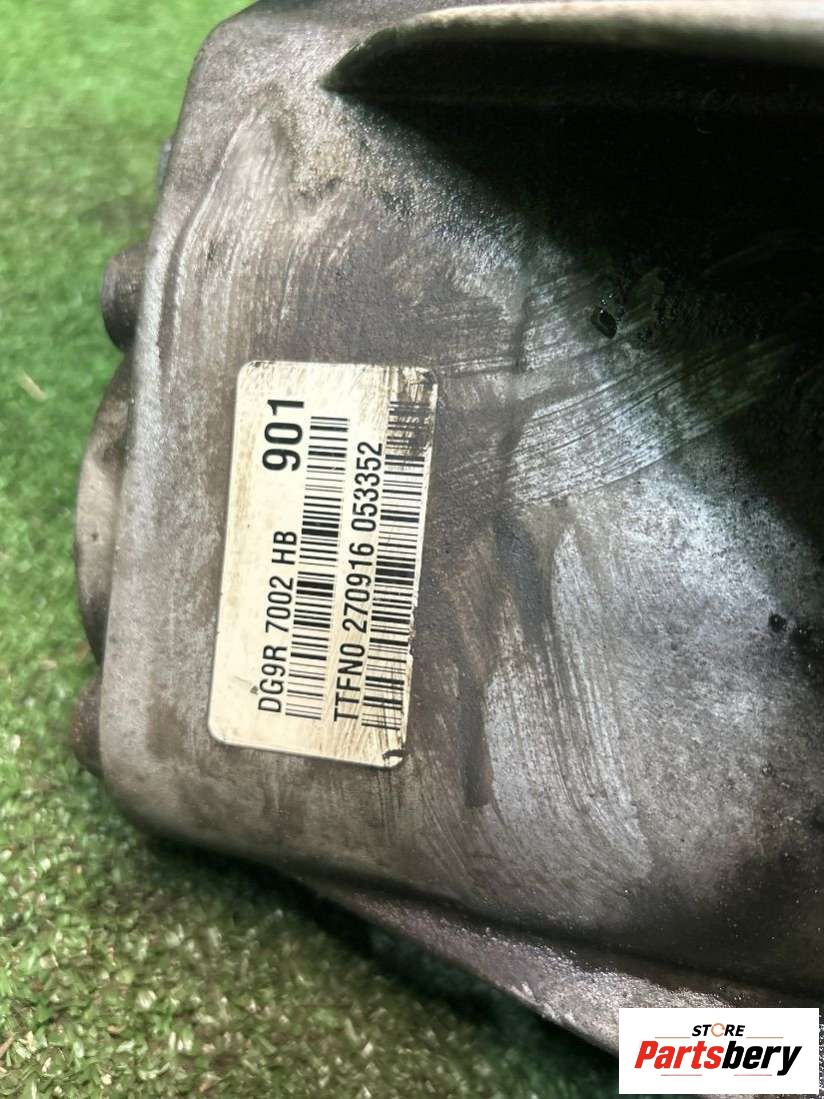 901
DG9R 7002 HB
TTFN0 270916 053352
STORE
Partsbery